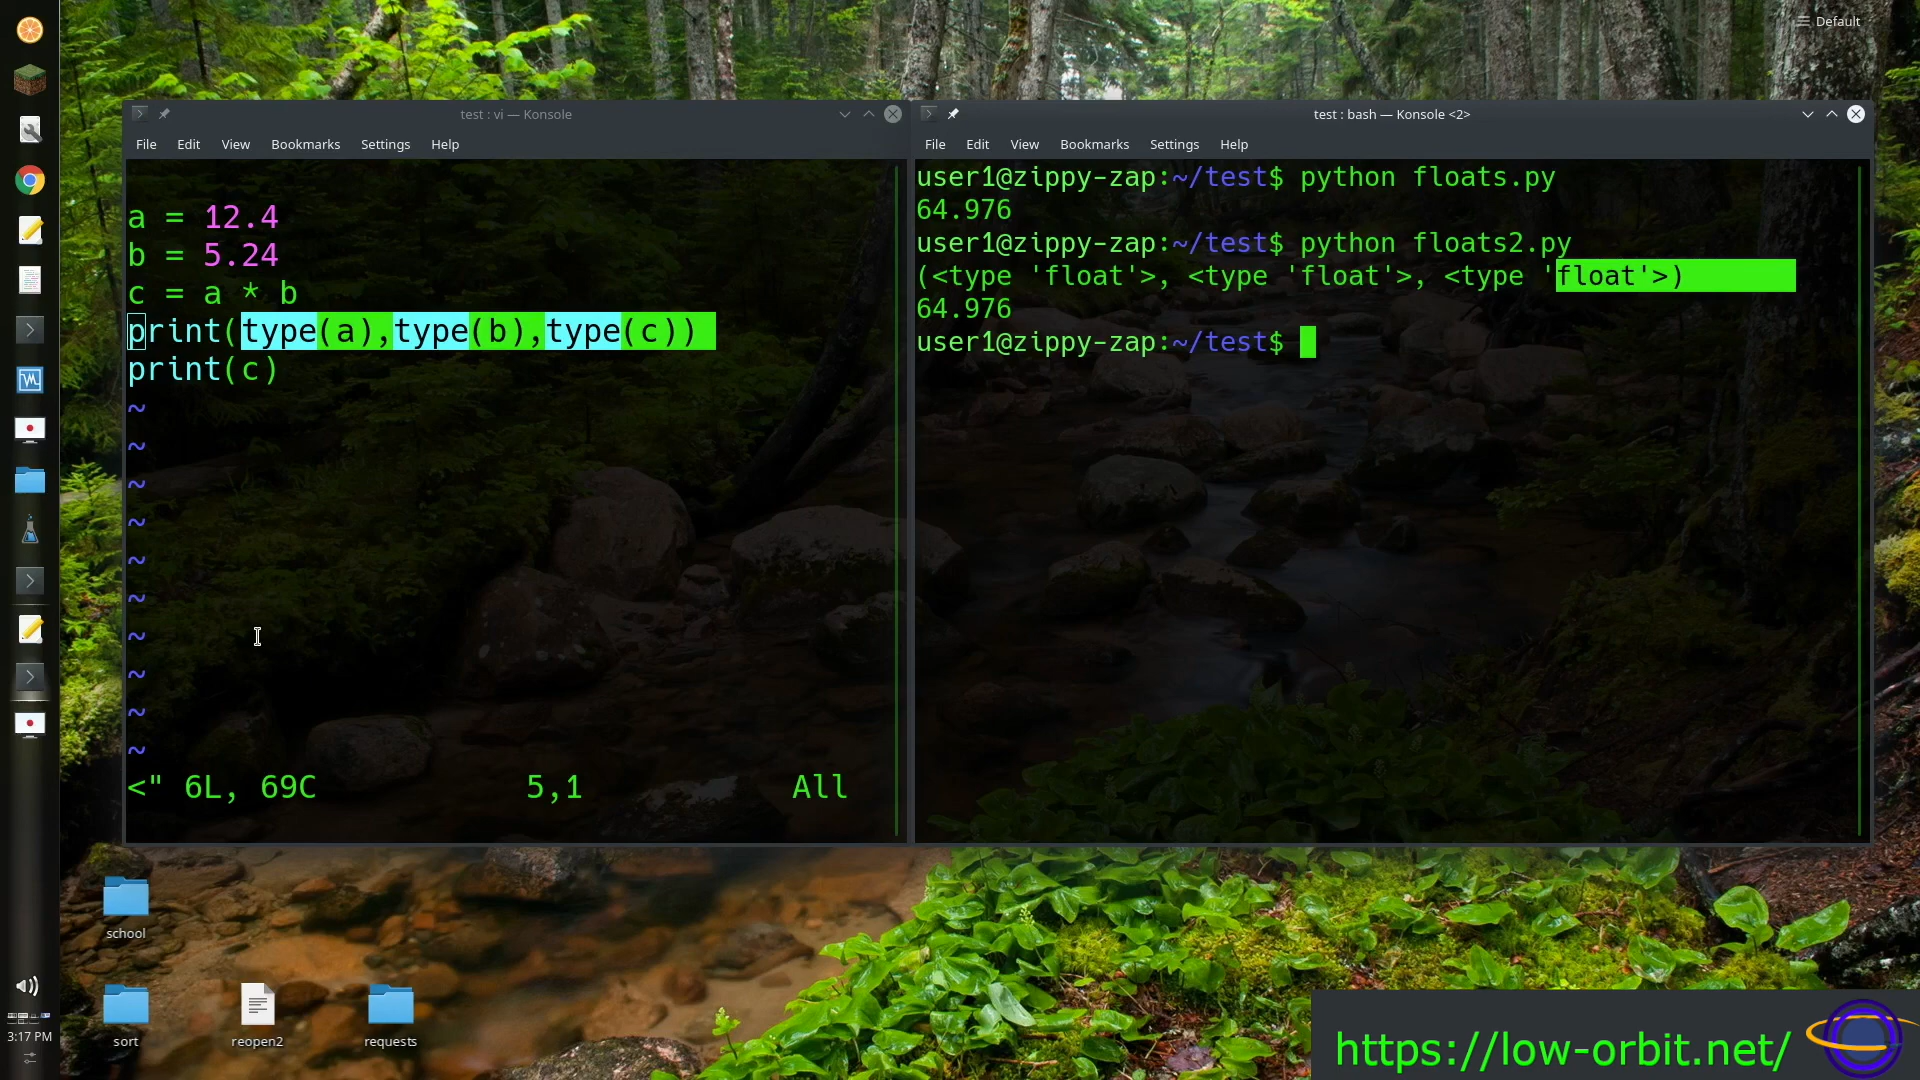 Default
test : vi — Konsole
File Edit View Bookmarks Settings Help
a = 12.4
b = 5.24
c = a * b
print(type(a),type(b),type(c))
print(c)
~
~
~
~
~
~
~
~
~
~
<" 6L, 69C 5,1 All
test : bash — Konsole <2>
File Edit View Bookmarks Settings Help
user1@zippy-zap:~/test$ python floats.py
64.976
user1@zippy-zap:~/test$ python floats2.py
(<type 'float'>, <type 'float'>, <type 'float'>)
64.976
user1@zippy-zap:~/test$
school
sort
reopen2
requests
3:17 PM
https://low-orbit.net/